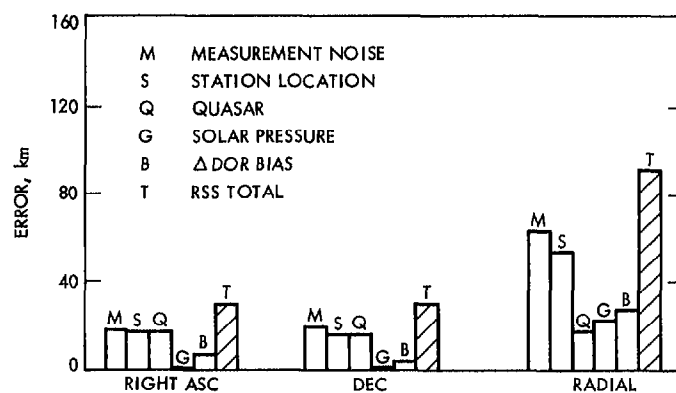 160
120
80
40
0
ERROR, km
M MEASUREMENT NOISE
S STATION LOCATION
Q QUASAR
G SOLAR PRESSURE
B ΔDOR BIAS
T RSS TOTAL
M S Q G B T
M S Q G B T
M S Q G B T
RIGHT ASC DEC RADIAL